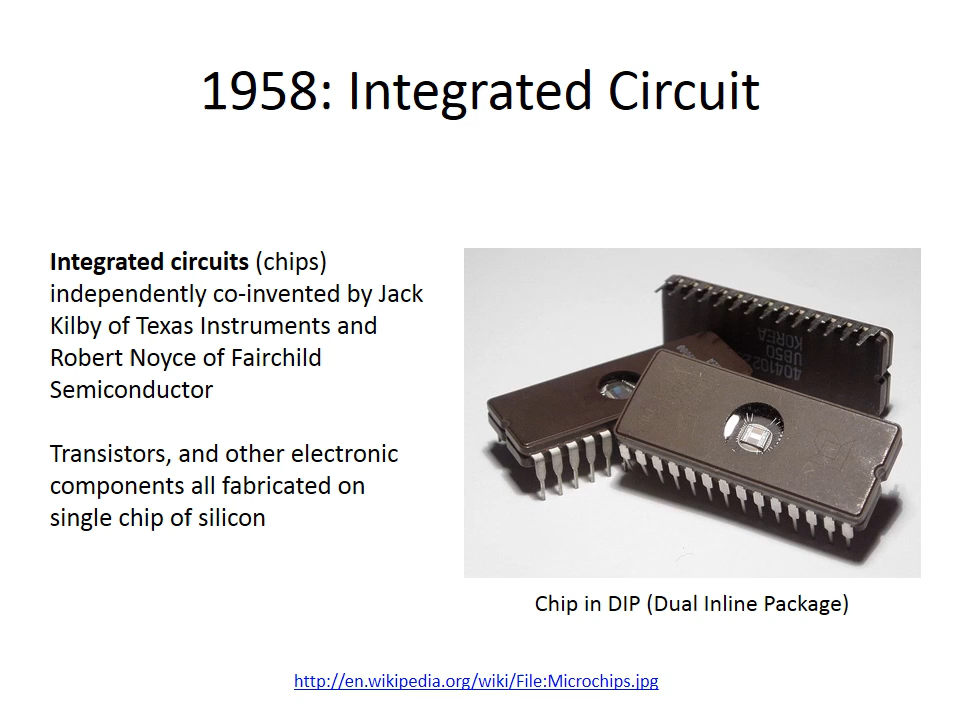 1958: Integrated Circuit
Integrated circuits (chips)
independently co-invented by Jack
Kilby of Texas Instruments and
Robert Noyce of Fairchild
Semiconductor
Transistors, and other electronic
components all fabricated on
single chip of silicon
4041022
UB50
KOREA
Chip in DIP (Dual Inline Package)
http://en.wikipedia.org/wiki/File:Microchips.jpg